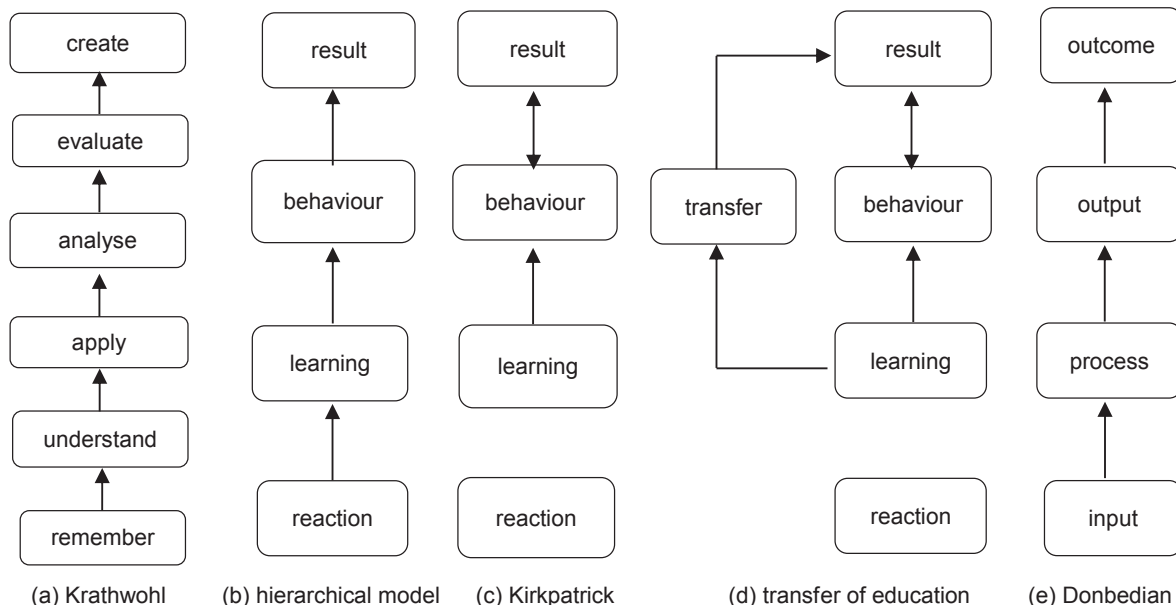 create
evaluate
analyse
apply
understand
remember
(a) Krathwohl
result
behaviour
learning
reaction
(b) hierarchical model
result
behaviour
learning
reaction
(c) Kirkpatrick
result
transfer
behaviour
learning
reaction
(d) transfer of education
outcome
output
process
input
(e) Donbedian